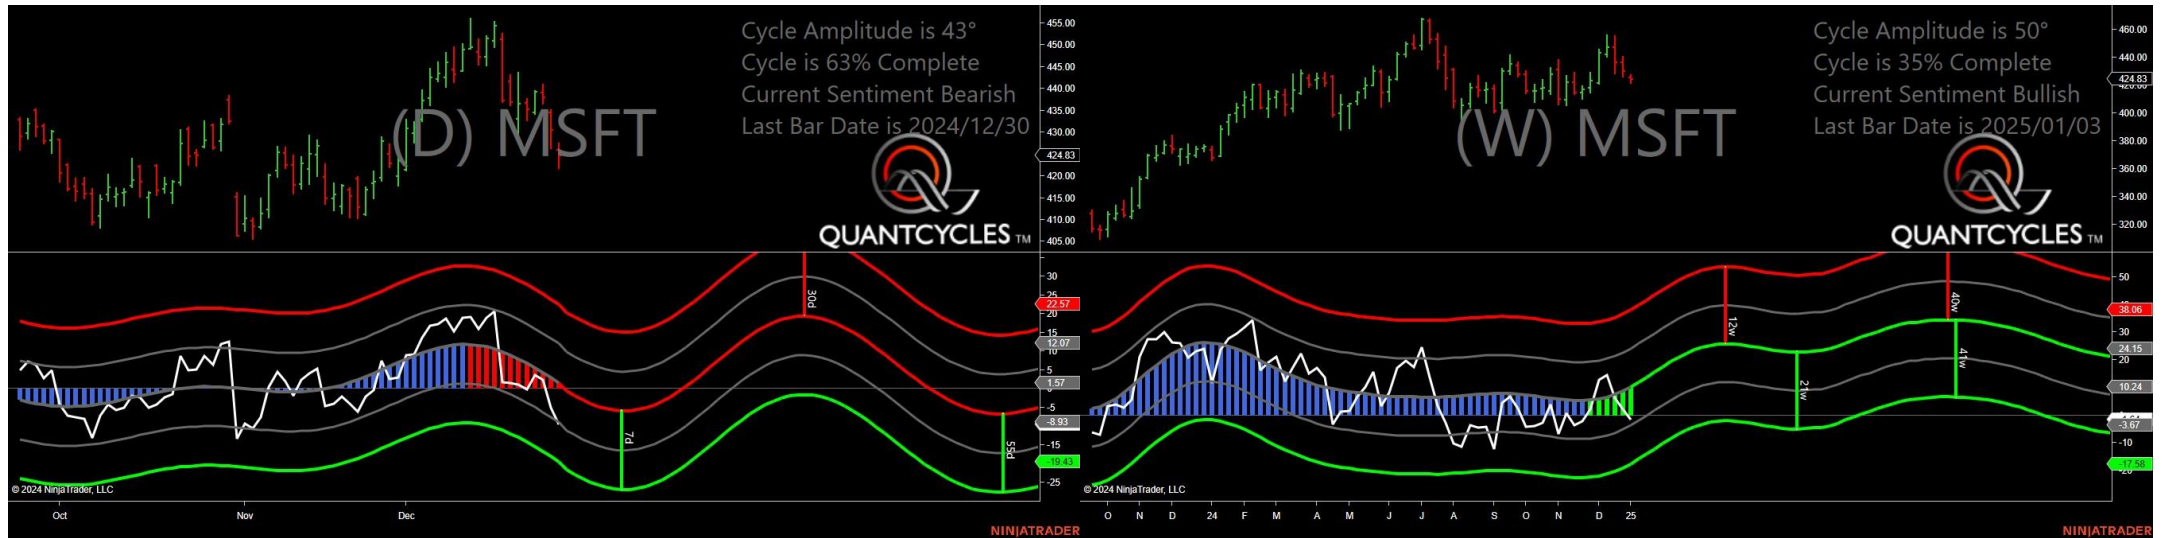 Cycle Amplitude is 43°
Cycle is 63% Complete
Current Sentiment Bearish
Last Bar Date is 2024/12/30
(D) MSFT
QUANTCYCLES TM
455.00
450.00
445.00
440.00
435.00
430.00
424.83
420.00
415.00
410.00
405.00
30
22.57
20
15
12.07
10
5
1.57
-5
-8.93
-15
-19.43
-25
30d
7d
55d
© 2024 NinjaTrader, LLC
Oct Nov Dec
NINJATRADER
Cycle Amplitude is 50°
Cycle is 35% Complete
Current Sentiment Bullish
Last Bar Date is 2025/01/03
(W) MSFT
QUANTCYCLES TM
460.00
440.00
424.83
420.00
400.00
380.00
360.00
340.00
320.00
50
38.06
30
24.15
20
10.24
-3.67
-10
-17.58
12w
21w
40w
41w
© 2024 NinjaTrader, LLC
O N D 24 F M A M J J A S O N D 25
NINJATRADER